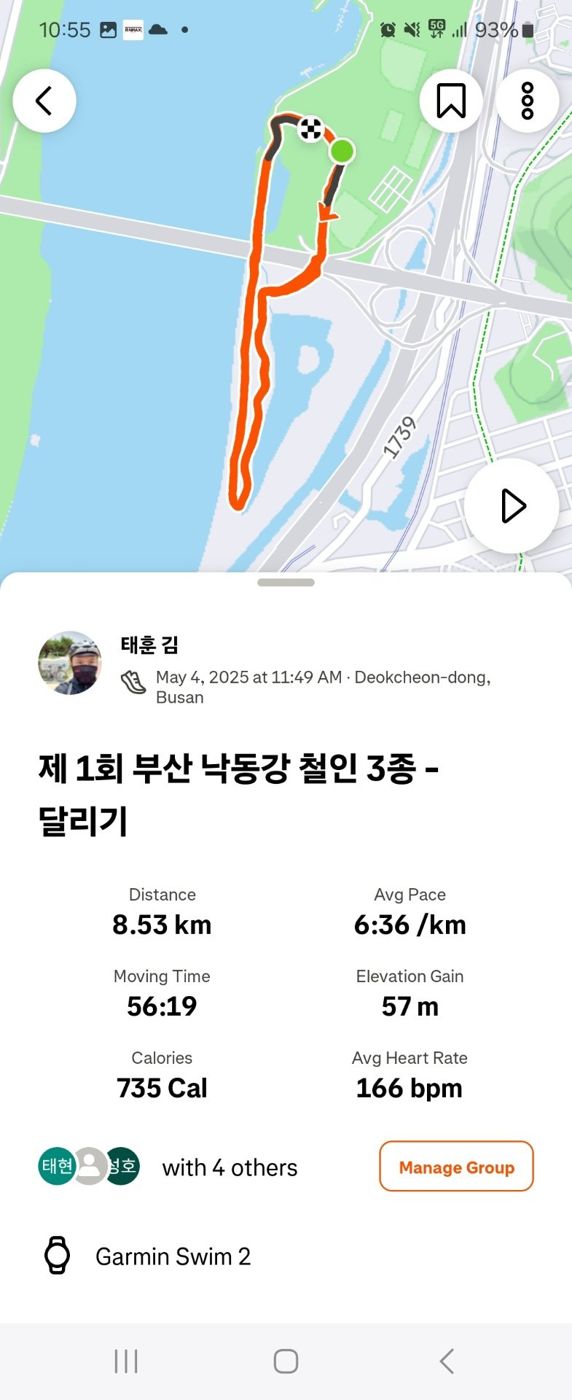 10:55
5G
93%
1739
태훈 김
May 4, 2025 at 11:49 AM · Deokcheon-dong,
Busan
제 1회 부산 낙동강 철인 3종 -
달리기
Distance
Avg Pace
8.53 km
6:36 /km
Moving Time
Elevation Gain
56:19
57 m
Calories
Avg Heart Rate
735 Cal
166 bpm
태현
성호
with 4 others
Manage Group
Garmin Swim 2